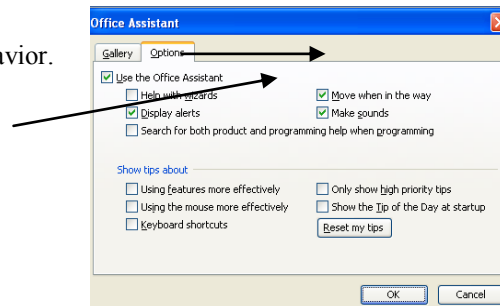 Office Assistant
avior.
Gallery Options
Use the Office Assistant
Help with wizards Move when in the way
Display alerts Make sounds
Search for both product and programming help when programming
Show tips about
Using features more effectively Only show high priority tips
Using the mouse more effectively Show the Tip of the Day at startup
Keyboard shortcuts Reset my tips
OK Cancel